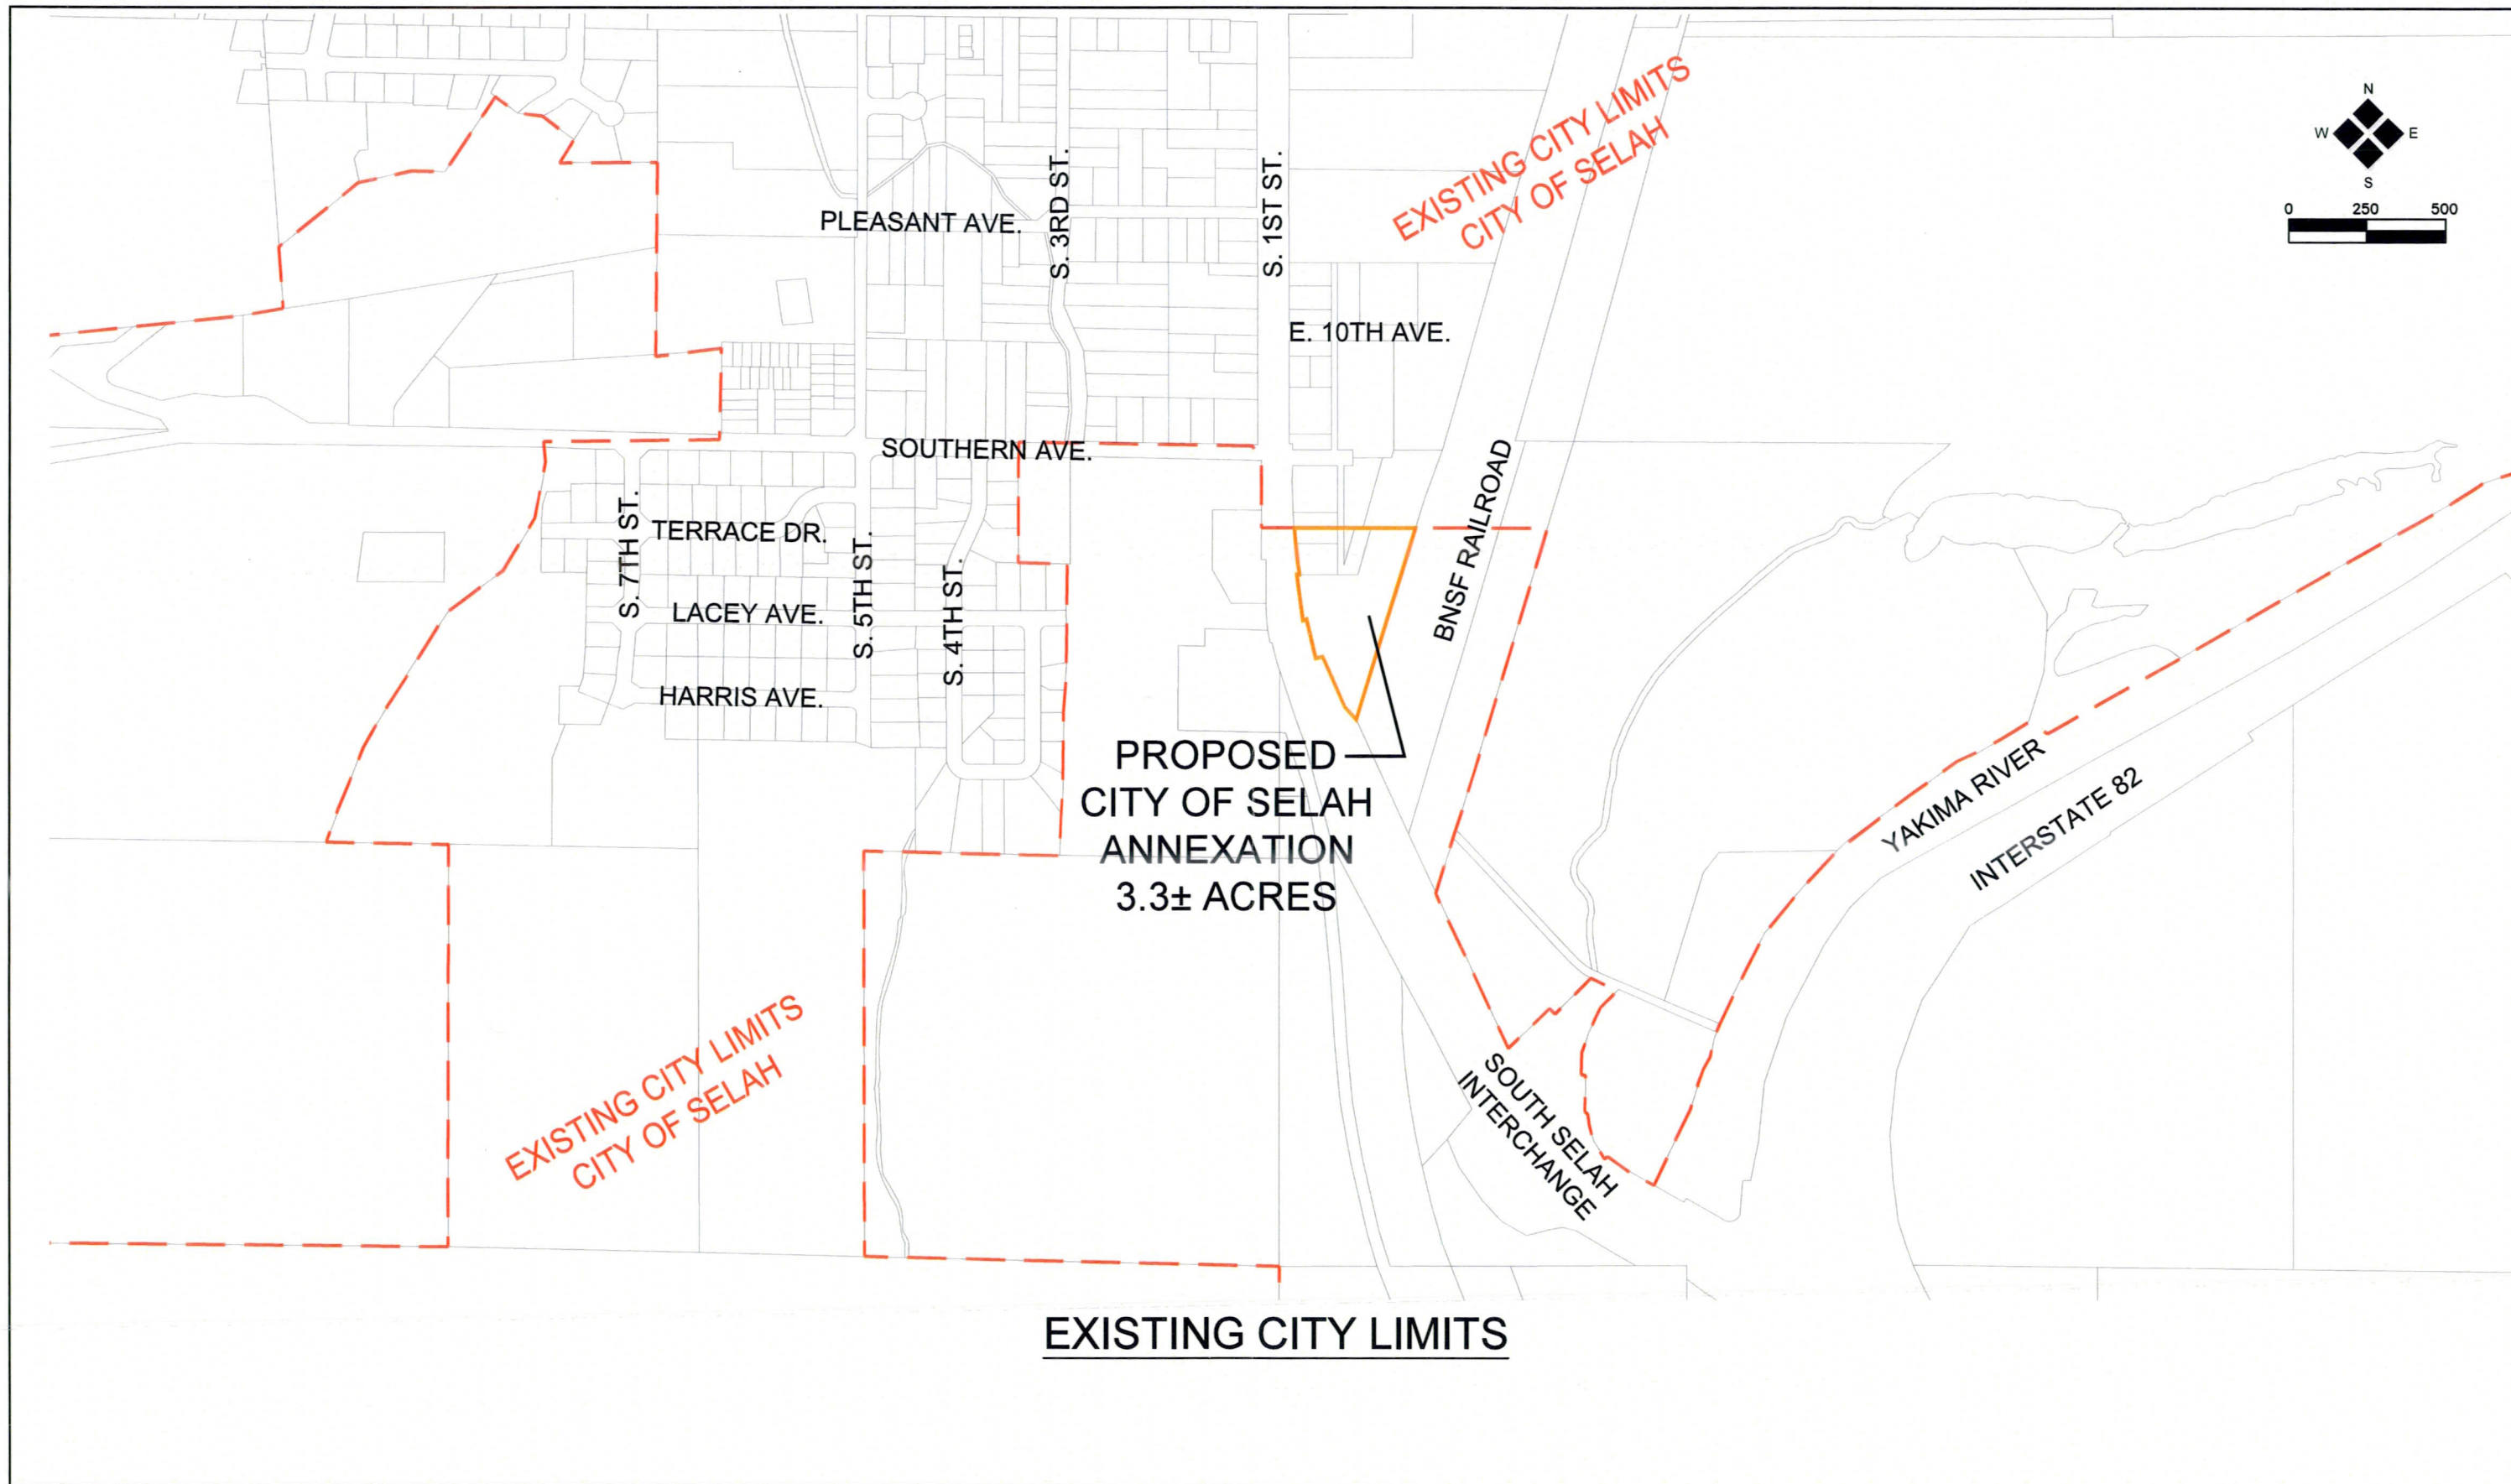 EXISTING CITY LIMITS
CITY OF SELAH
N
W
E
S
0 250 500
PLEASANT AVE.
S. 3RD ST.
S. 1ST ST.
E. 10TH AVE.
SOUTHERN AVE.
BNSF RAILROAD
S. 7TH ST.
TERRACE DR.
S. 5TH ST.
S. 4TH ST.
LACEY AVE.
HARRIS AVE.
PROPOSED
CITY OF SELAH
ANNEXATION
3.3± ACRES
YAKIMA RIVER
INTERSTATE 82
EXISTING CITY LIMITS
CITY OF SELAH
SOUTH SELAH
INTERCHANGE
EXISTING CITY LIMITS